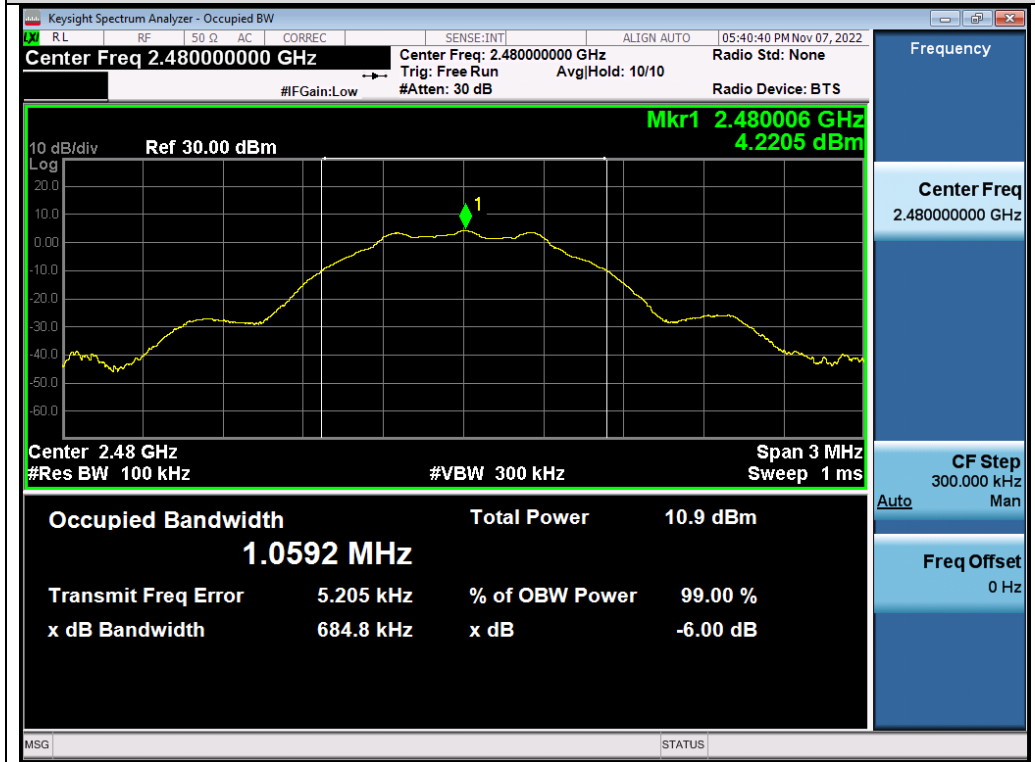 Keysight Spectrum Analyzer - Occupied BW
LXI RL RF 50 Ω AC CORREC SENSE:INT ALIGN AUTO 05:40:40 PM Nov 07, 2022
Center Freq 2.480000000 GHz
Center Freq: 2.480000000 GHz Radio Std: None
Trig: Free Run Avg|Hold: 10/10
#IFGain:Low #Atten: 30 dB Radio Device: BTS
Mkr1 2.480006 GHz
4.2205 dBm
10 dB/div Ref 30.00 dBm
Log
20.0
10.0
0.00
-10.0
-20.0
-30.0
-40.0
-50.0
-60.0
1
Center 2.48 GHz Span 3 MHz
#Res BW 100 kHz #VBW 300 kHz Sweep 1 ms
Occupied Bandwidth Total Power 10.9 dBm
1.0592 MHz
Transmit Freq Error 5.205 kHz % of OBW Power 99.00 %
x dB Bandwidth 684.8 kHz x dB -6.00 dB
Frequency
Center Freq
2.480000000 GHz
CF Step
300.000 kHz
Auto Man
Freq Offset
0 Hz
MSG STATUS